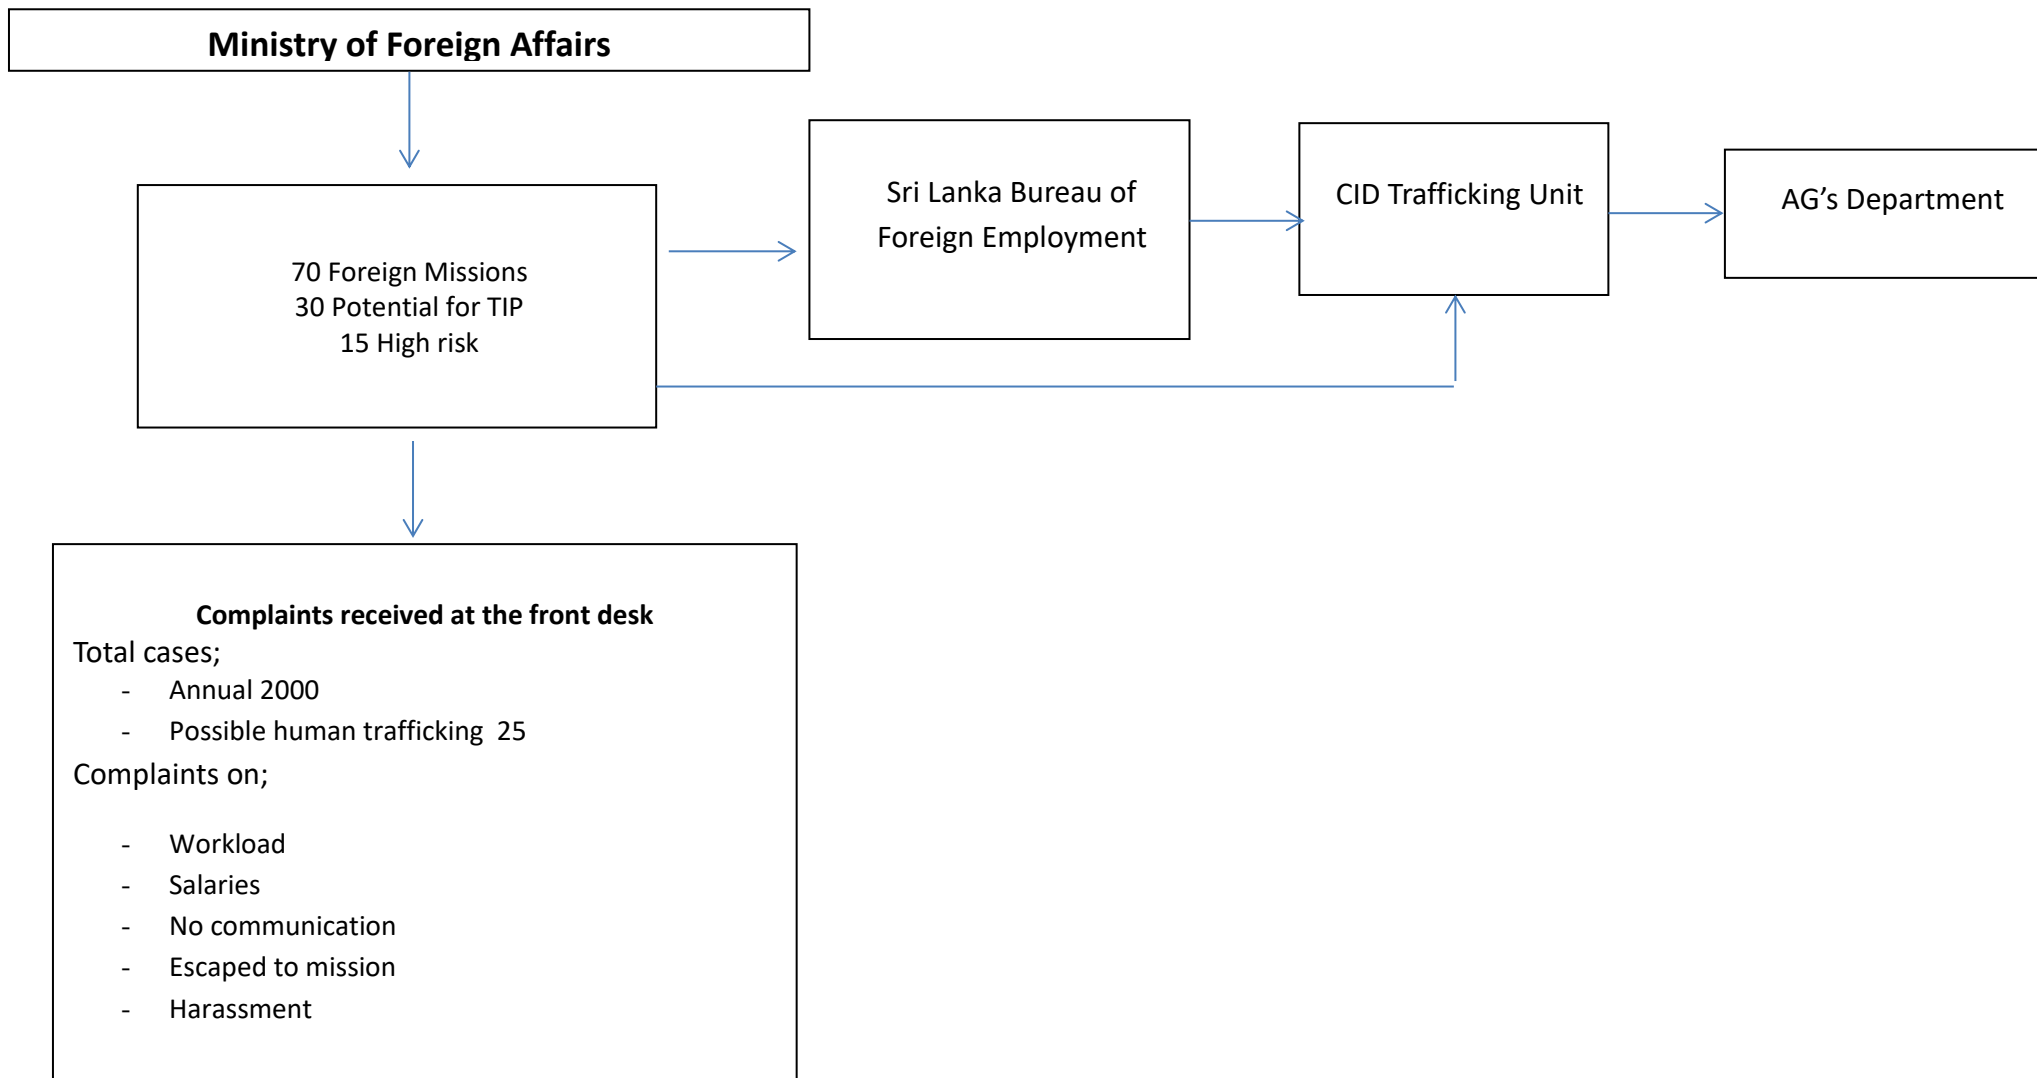 Ministry of Foreign Affairs
Sri Lanka Bureau of
Foreign Employment
CID Trafficking Unit
AG’s Department
70 Foreign Missions
30 Potential for TIP
15 High risk
Complaints received at the front desk
Total cases;
- Annual 2000
- Possible human trafficking 25
Complaints on;
- Workload
- Salaries
- No communication
- Escaped to mission
- Harassment